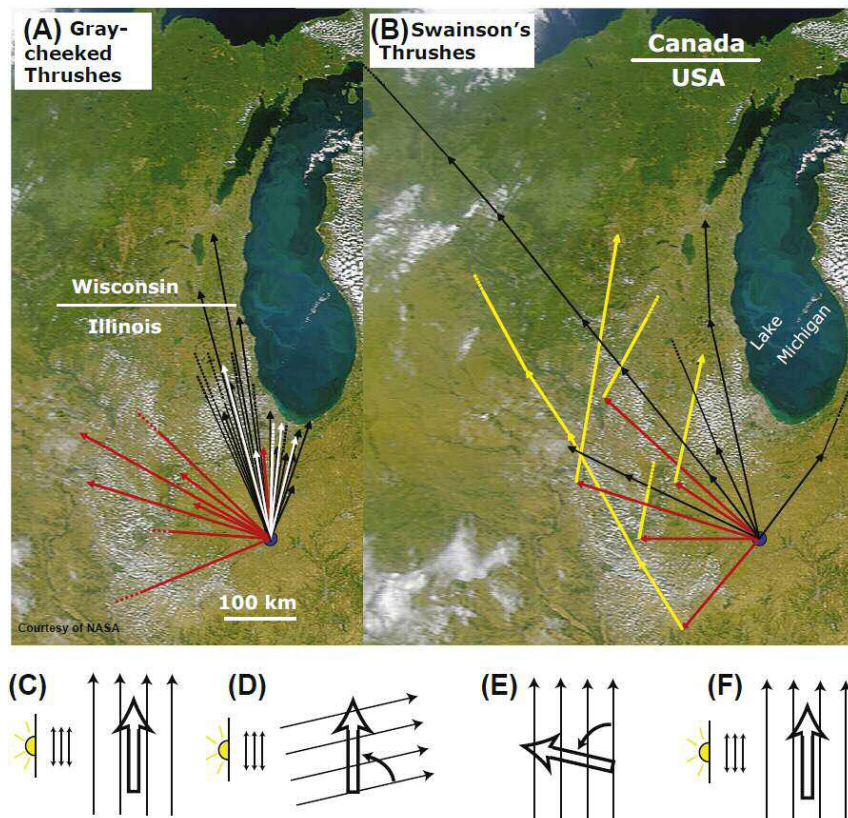 (A) Gray-
cheeked
Thrushes
(B) Swainson's
Thrushes
Canada
USA
Wisconsin
Illinois
Lake
Michigan
100 km
Courtesy of NASA
(C)
(D)
(E)
(F)